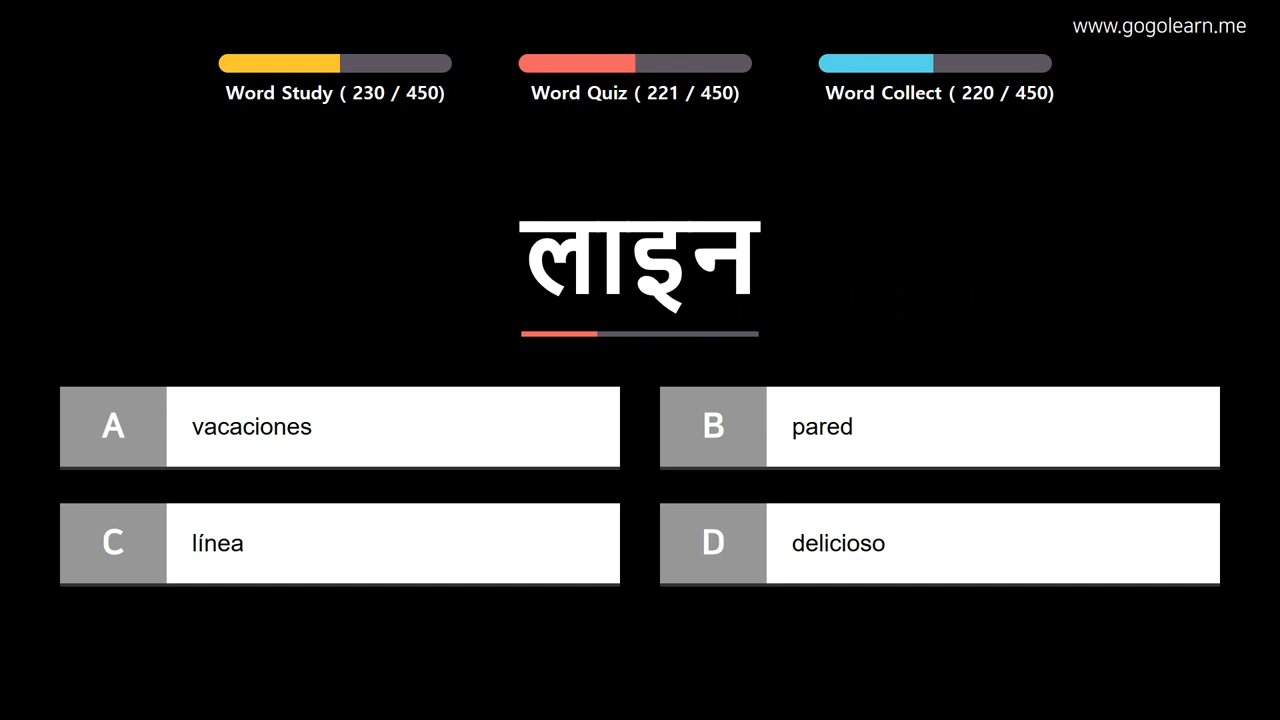 www.gogolearn.me
Word Study ( 230 / 450)
Word Quiz ( 221 / 450)
Word Collect ( 220 / 450)
लाइन
A vacaciones
B pared
C línea
D delicioso